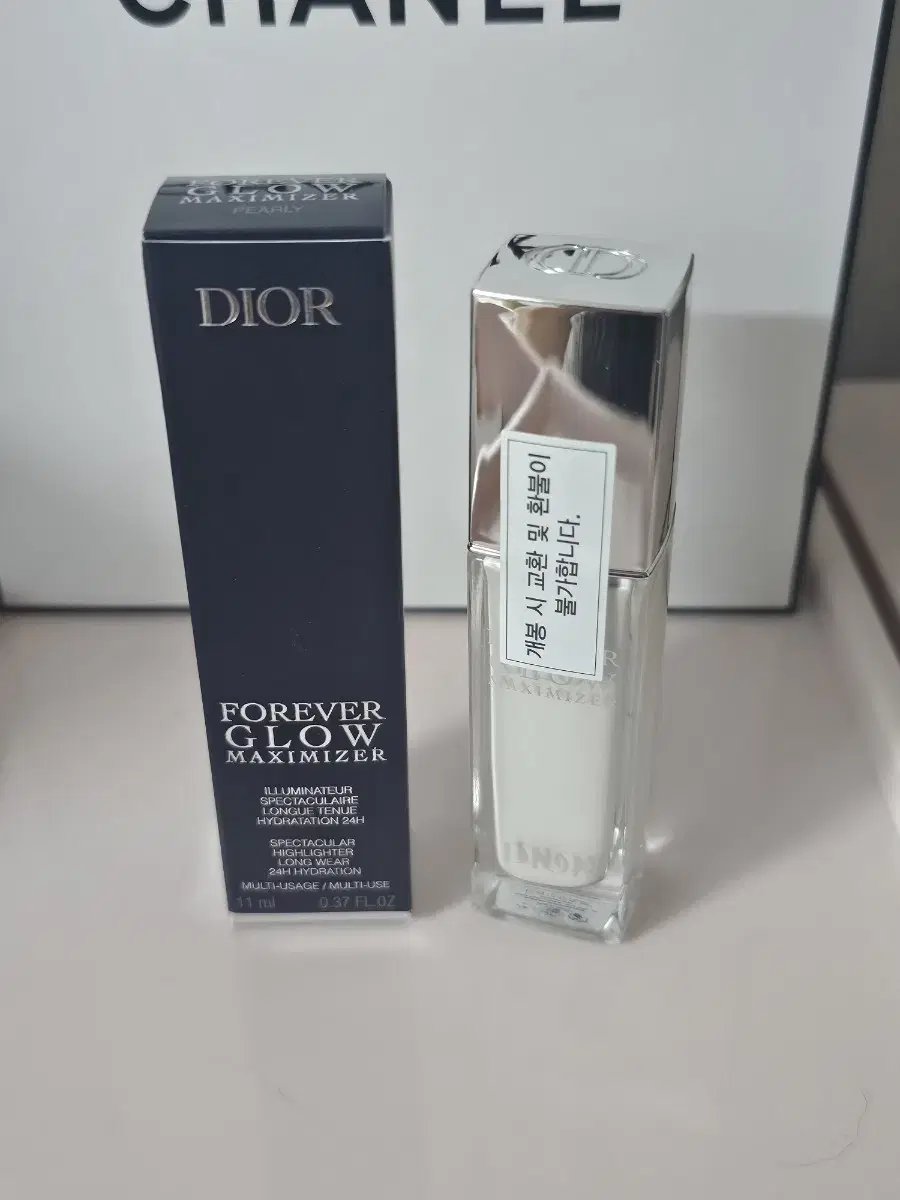 CHANEL
FOREVER
GLOW
MAXIMIZER
PEARLY
DIOR
FOREVER
GLOW
MAXIMIZER
ILLUMINATEUR
SPECTACULAIRE
LONGUE TENUE
HYDRATATION 24H
SPECTACULAR
HIGHLIGHTER
LONG WEAR
24H HYDRATION
MULTI-USAGE / MULTI-USE
11 ml 0.37 FL.OZ
개봉 시 교환 및 환불이
불가합니다.
MAXIMIZER